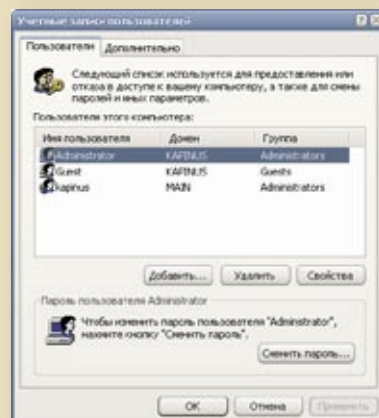 Учетные записи пользователей
Пользователи Дополнительно
Следующий список используется для предоставления или
отказа в доступе к вашему компьютеру, а также для смены
паролей и иных параметров.
Пользователи этого компьютера:
Имя пользователя Домен Группа
Administrator KAPINUS Administrators
Guest KAPINUS Guests
kapinus MAIN Administrators
Добавить... Удалить Свойства
Пароль пользователя Administrator
Чтобы изменить пароль пользователя "Administrator",
нажмите кнопку "Сменить пароль".
Сменить пароль...
OK Отмена Применить